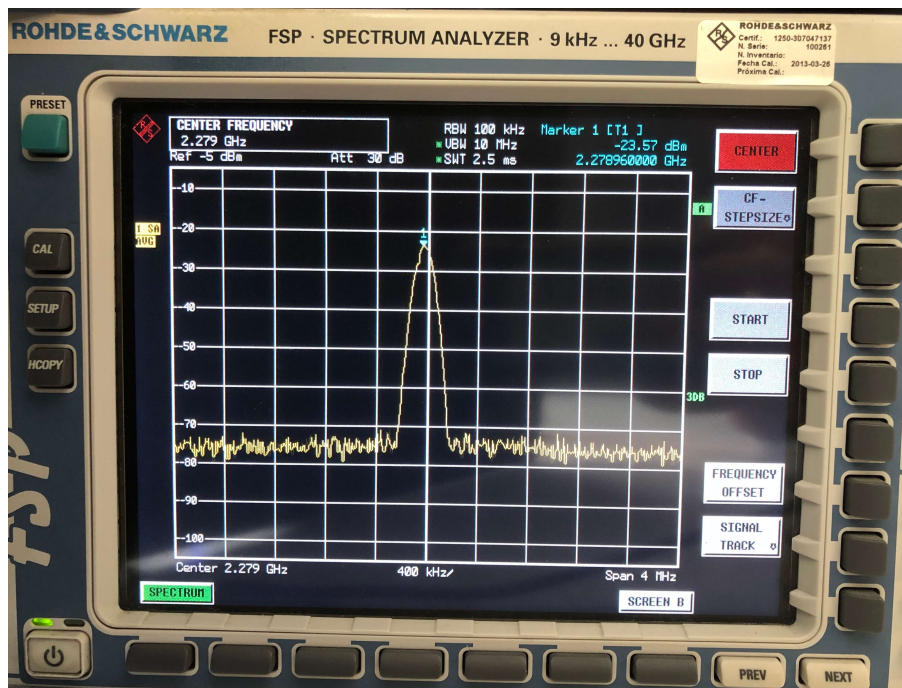 ROHDE&SCHWARZ
FSP · SPECTRUM ANALYZER · 9 kHz ... 40 GHz
ROHDE&SCHWARZ
Certif.: 1250-307047137
N. Serie: 100261
N. Inventario:
Fecha Cal.: 2013-03-26
Próxima Cal.:
PRESET
CENTER FREQUENCY
2.279 GHz
RBW 100 kHz
Marker 1 [T1 ]
VBW 10 MHz
-23.57 dBm
Ref -5 dBm
Att 30 dB
SWT 2.5 ms
2.278960000 GHz
CENTER
CF-
STEPSIZE
START
STOP
FREQUENCY
OFFSET
SIGNAL
TRACK
A
3DB
1 SA
AVG
1
-10
-20
-30
-40
-50
-60
-70
-80
-90
-100
Center 2.279 GHz
400 kHz/
Span 4 MHz
SPECTRUM
SCREEN B
CAL
SETUP
HCOPY
FSP
PREV
NEXT